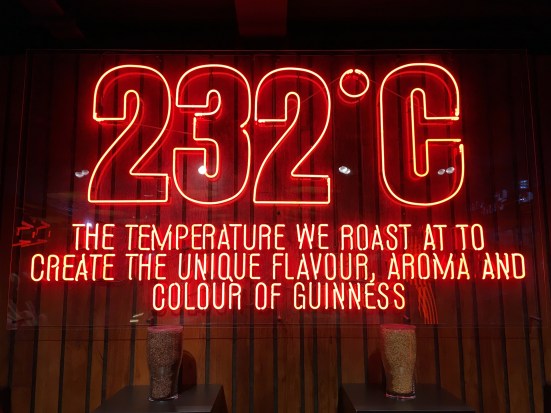 232°C
THE TEMPERATURE WE ROAST AT TO
CREATE THE UNIQUE FLAVOUR, AROMA AND
COLOUR OF GUINNESS